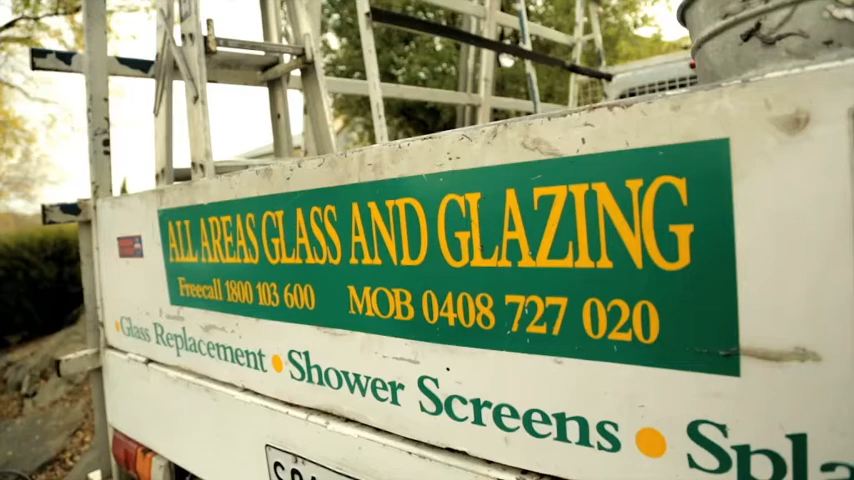 ALL AREAS GLASS AND GLAZING
Freecall 1800 103 600 MOB 0408 727 020
• Glass Replacement • Shower Screens •